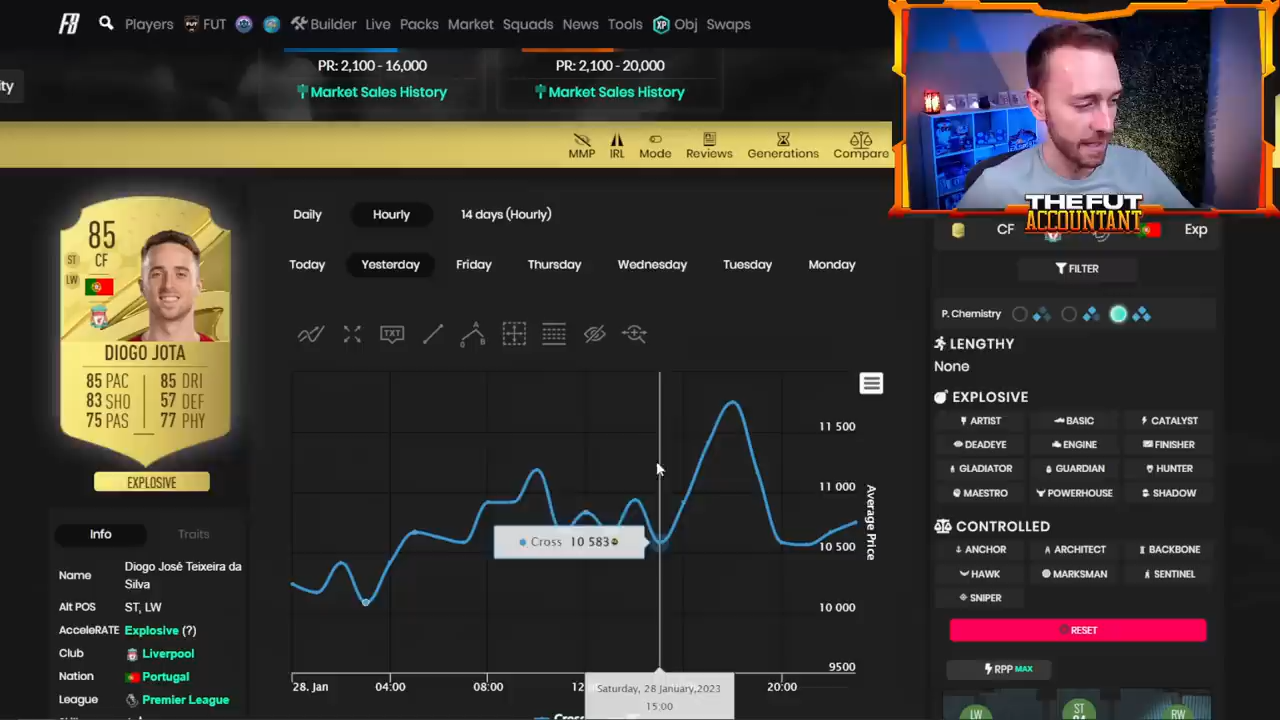 Players FUT Builder Live Packs Market Squads News Tools XP Obj Swaps
ty
PR: 2,100 - 16,000
PR: 2,100 - 20,000
Market Sales History
Market Sales History
MMP IRL Mode Reviews Generations Compare
THE FUT
ACCOUNTANT
85
CF
ST
LW
DIOGO JOTA
85 PAC
83 SHO
75 PAS
85 DRI
57 DEF
77 PHY
EXPLOSIVE
Info Traits
Name Diogo José Teixeira da
Silva
Alt POS ST, LW
AcceleRATE Explosive (?)
Club Liverpool
Nation Portugal
League Premier League
Daily Hourly 14 days (Hourly)
Today Yesterday Friday Thursday Wednesday Tuesday Monday
TXT
11 500
11 000
10 500
10 000
9500
Average Price
Cross 10 583
28. Jan 04:00 08:00 12 20:00
Saturday, 28 January,2023
15:00
Cross
CF Exp
FILTER
P. Chemistry
LENGTHY
None
EXPLOSIVE
ARTIST BASIC CATALYST
DEADEYE ENGINE FINISHER
GLADIATOR GUARDIAN HUNTER
MAESTRO POWERHOUSE SHADOW
CONTROLLED
ANCHOR ARCHITECT BACKBONE
HAWK MARKSMAN SENTINEL
SNIPER
RESET
RPP MAX
LW ST RW